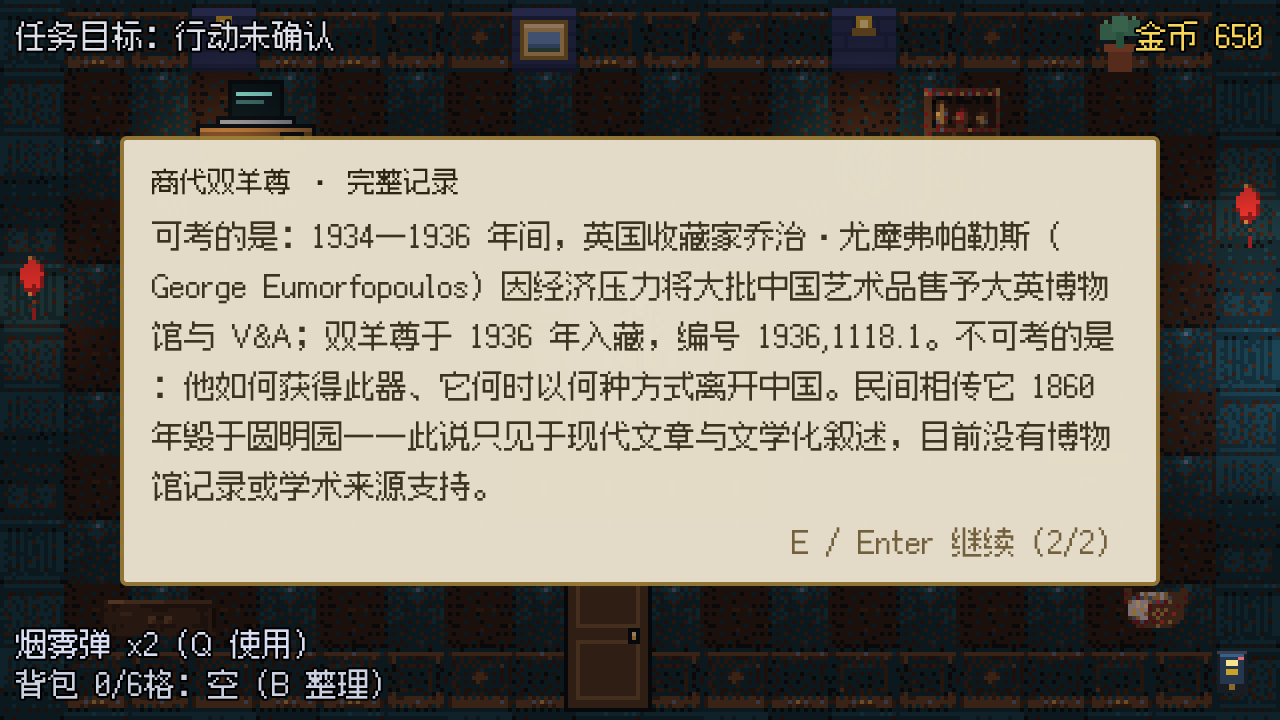 任务目标：行动未确认
金币 650
商代双羊尊 · 完整记录
可考的是：1934—1936 年间，英国收藏家乔治·尤摩弗帕勒斯（
George Eumorfopoulos）因经济压力将大批中国艺术品售予大英博物
馆与 V&A；双羊尊于 1936 年入藏，编号 1936,1118.1。不可考的是
：他如何获得此器、它何时以何种方式离开中国。民间相传它 1860
年毁于圆明园——此说只见于现代文章与文学化叙述，目前没有博物
馆记录或学术来源支持。
E / Enter 继续（2/2）
烟雾弹 x2（Q 使用）
背包 0/6格：空（B 整理）